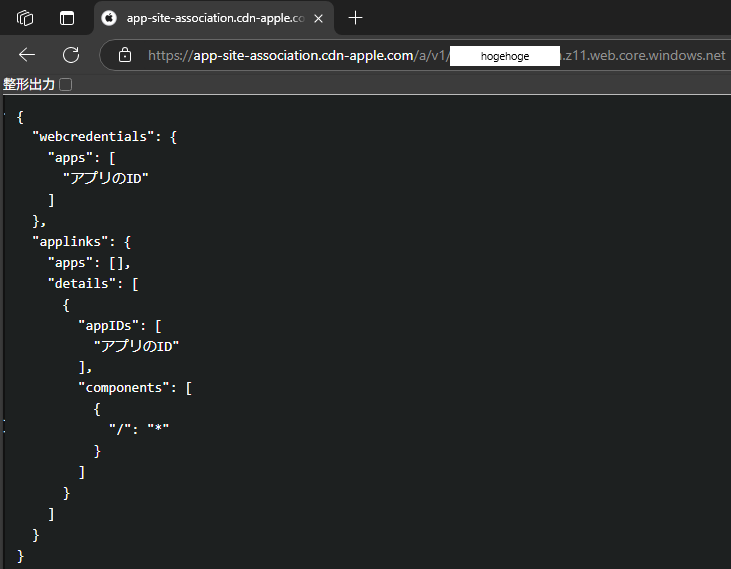 app-site-association.cdn-apple.co
https://app-site-association.cdn-apple.com/a/v1/ hogehoge .z11.web.core.windows.net
整形出力
{
"webcredentials": {
"apps": [
"アプリのID"
]
},
"applinks": {
"apps": [],
"details": [
{
"appIDs": [
"アプリのID"
],
"components": [
{
"/": "*"
}
]
}
]
}
}